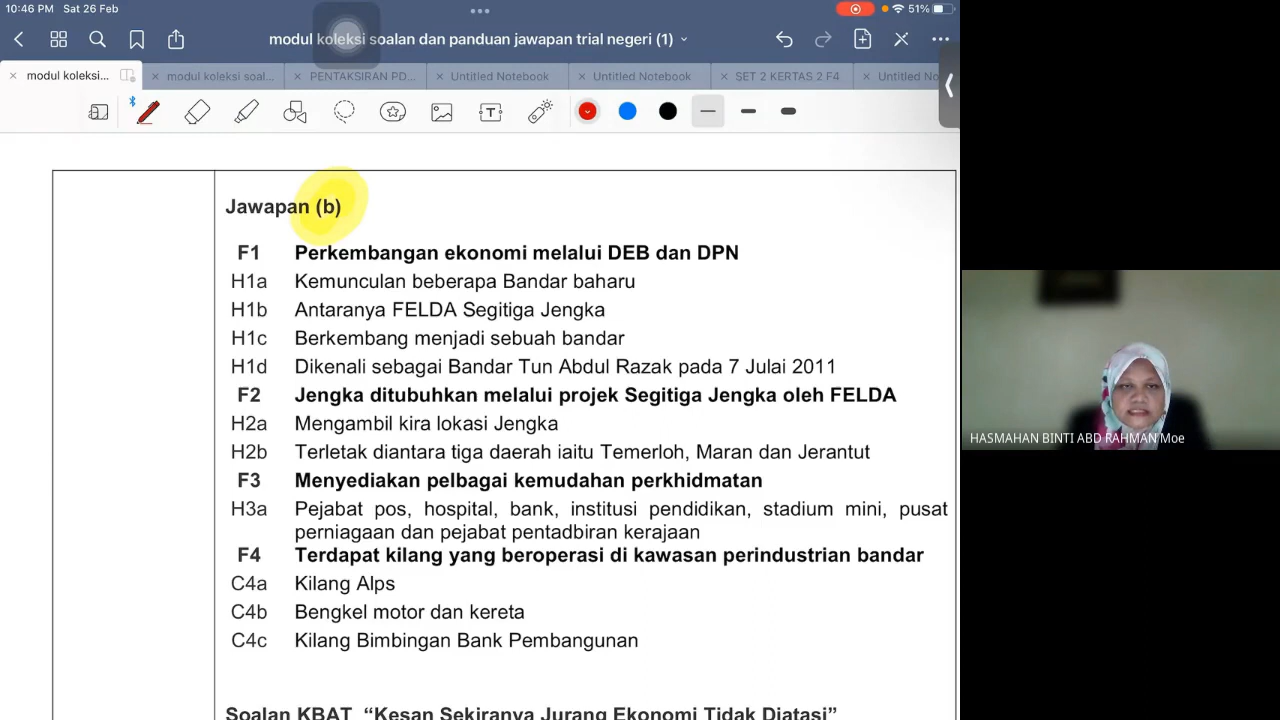 10:46 PM Sat 26 Feb
51%
modul koleksi soalan dan panduan jawapan trial negeri (1)
modul koleksi...
modul koleksi soal...
PENTAKSIRAN PD...
Untitled Notebook
Untitled Notebook
SET 2 KERTAS 2 F4
Untitled No
Jawapan (b)
F1 Perkembangan ekonomi melalui DEB dan DPN
H1a Kemunculan beberapa Bandar baharu
H1b Antaranya FELDA Segitiga Jengka
H1c Berkembang menjadi sebuah bandar
H1d Dikenali sebagai Bandar Tun Abdul Razak pada 7 Julai 2011
F2 Jengka ditubuhkan melalui projek Segitiga Jengka oleh FELDA
H2a Mengambil kira lokasi Jengka
H2b Terletak diantara tiga daerah iaitu Temerloh, Maran dan Jerantut
F3 Menyediakan pelbagai kemudahan perkhidmatan
H3a Pejabat pos, hospital, bank, institusi pendidikan, stadium mini, pusat
perniagaan dan pejabat pentadbiran kerajaan
F4 Terdapat kilang yang beroperasi di kawasan perindustrian bandar
C4a Kilang Alps
C4b Bengkel motor dan kereta
C4c Kilang Bimbingan Bank Pembangunan
Soalan KBAT "Kesan Sekiranya Jurang Ekonomi Tidak Diatasi"
HASMAHAN BINTI ABD RAHMAN Moe